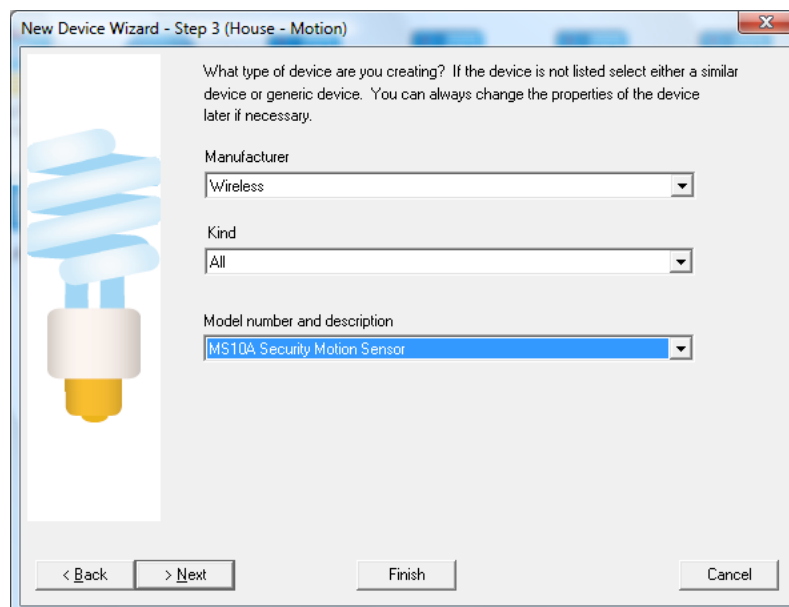 New Device Wizard - Step 3 (House - Motion)
What type of device are you creating? If the device is not listed select either a similar
device or generic device. You can always change the properties of the device
later if necessary.
Manufacturer
Wireless
Kind
All
Model number and description
MS10A Security Motion Sensor
< Back
> Next
Finish
Cancel